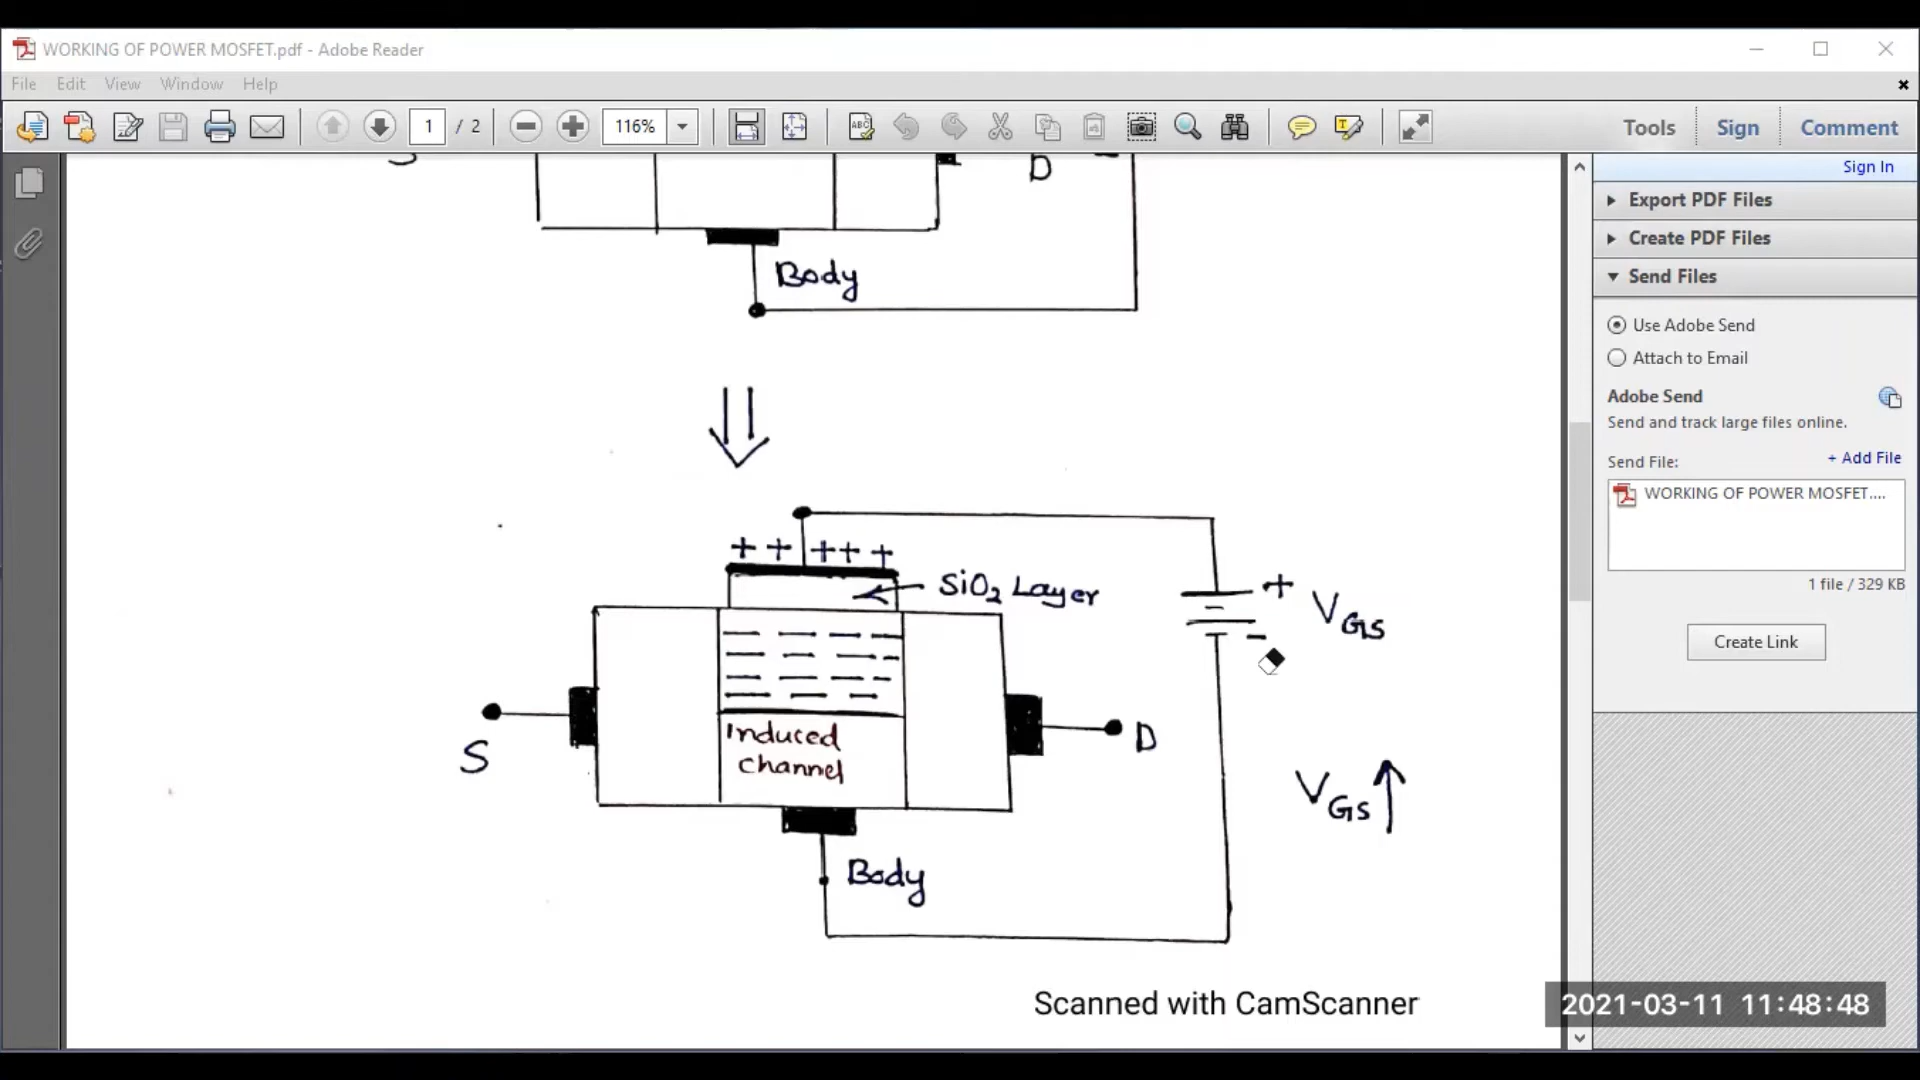 WORKING OF POWER MOSFET.pdf - Adobe Reader
File Edit View Window Help
1 / 2 116% Tools Sign Comment
Sign In
Export PDF Files
Create PDF Files
Send Files
Use Adobe Send
Attach to Email
Adobe Send
Send and track large files online.
Send File: + Add File
WORKING OF POWER MOSFET....
1 file / 329 KB
Create Link
S D
Body
+ + + + +
SiO2 Layer
+ VGS
-
Induced
channel
S D
VGS ↑
Body
Scanned with CamScanner
2021-03-11 11:48:48